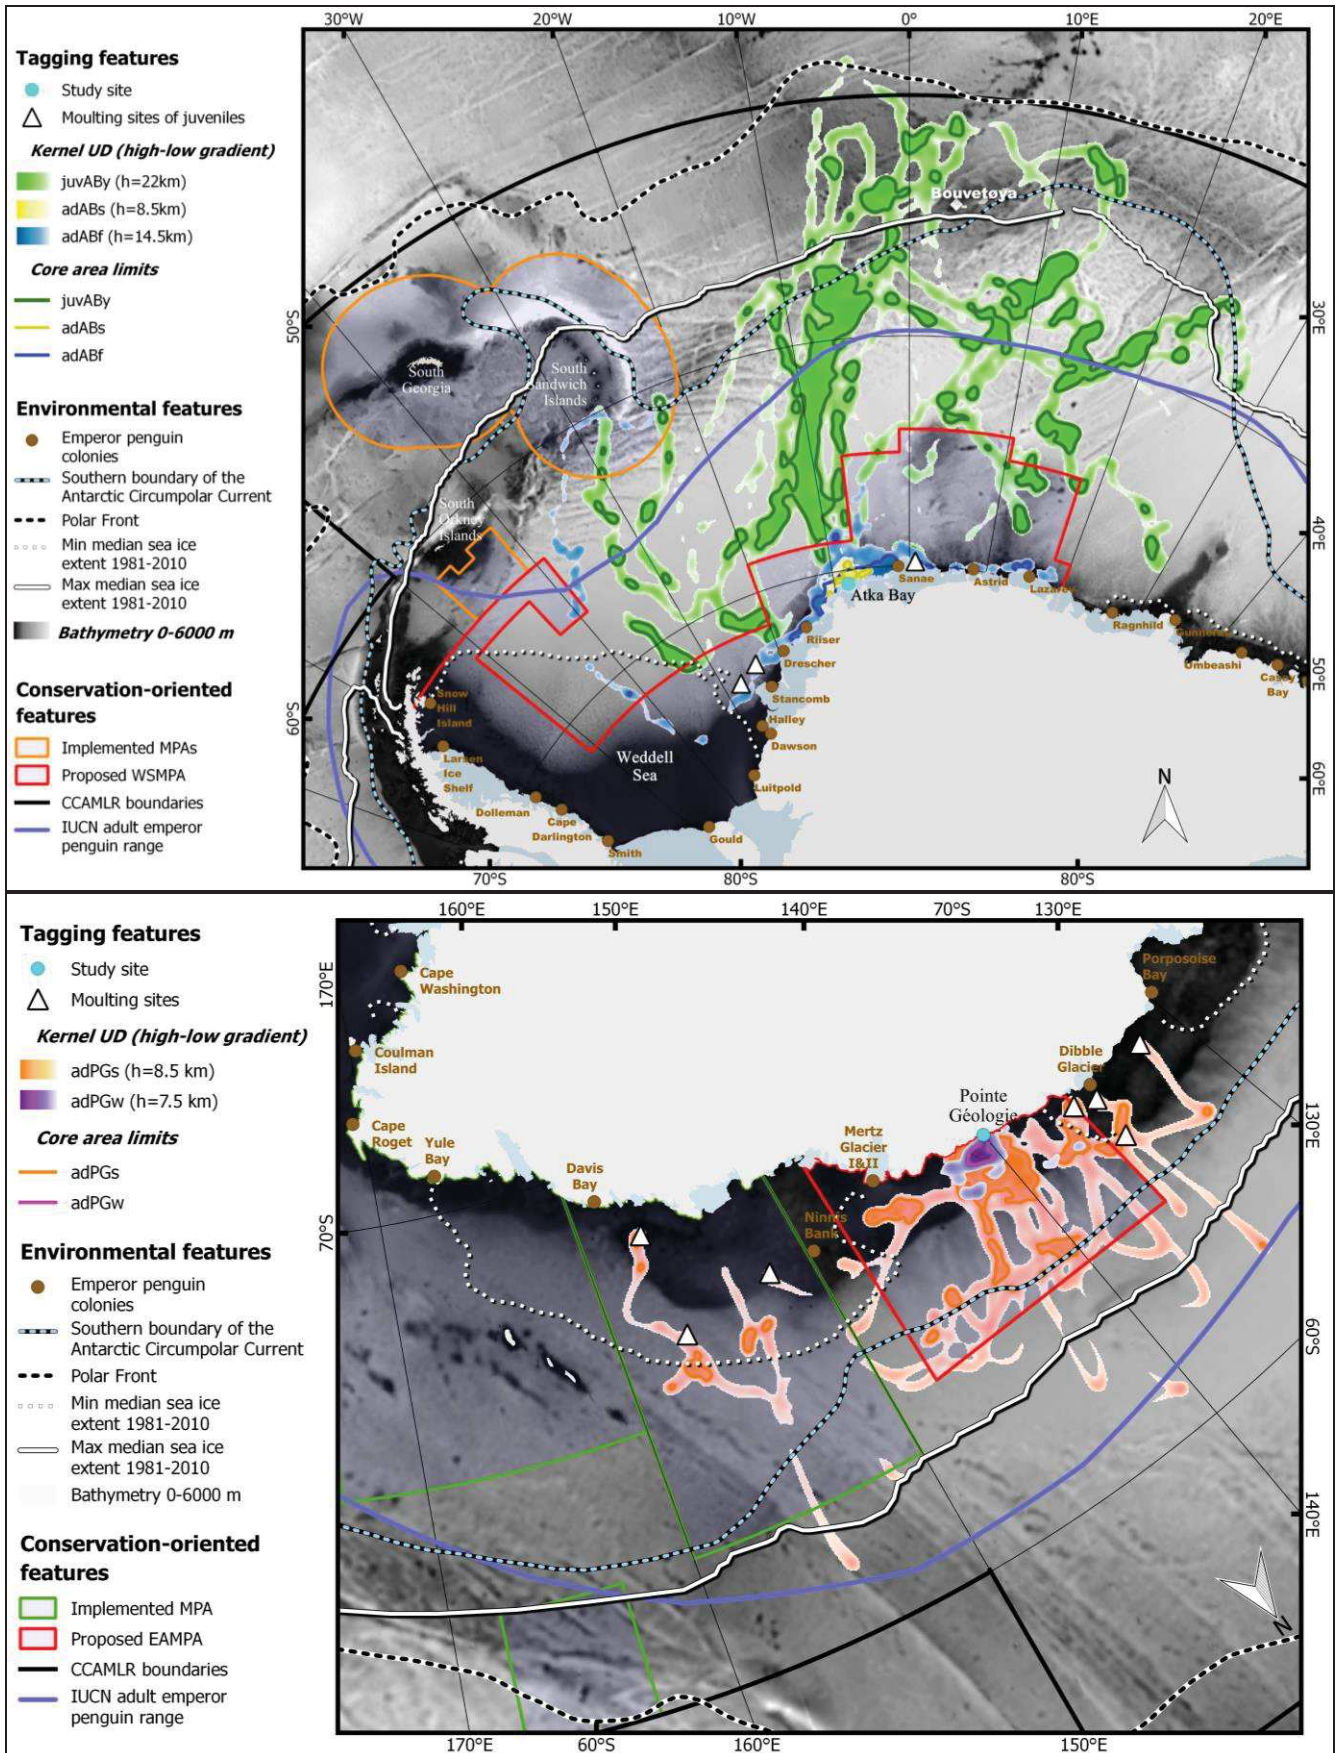 30°W 20°W 10°W 0° 10°E 20°E
Tagging features
Study site
Moulting sites of juveniles
Kernel UD (high-low gradient)
juvABy (h=22km)
adABs (h=8.5km)
adABf (h=14.5km)
Core area limits
juvABy
adABs
adABf
Environmental features
Emperor penguin
colonies
Southern boundary of the
Antarctic Circumpolar Current
Polar Front
Min median sea ice
extent 1981-2010
Max median sea ice
extent 1981-2010
Bathymetry 0-6000 m
Conservation-oriented
features
Implemented MPAs
Proposed WSMPA
CCAMLR boundaries
IUCN adult emperor
penguin range
50°S
60°S
Bouvetøya
South
Georgia
South
Sandwich
Islands
South
Orkney
Islands
30°E
40°E
50°E
60°E
Sanae
Astrid
Lazarev
Atka Bay
Ragnhild
Gunnerus
Umbeashi
Casey
Bay
Riiser
Drescher
Stancomb
Halley
Dawson
Luitpold
Snow
Hill
Island
Larsen
Ice
Shelf
Weddell
Sea
Dolleman
Cape
Darlington
Smith
Gould
N
70°S 80°S 80°S
160°E 150°E 140°E 70°S 130°E
Tagging features
Study site
Moulting sites
Kernel UD (high-low gradient)
adPGs (h=8.5 km)
adPGw (h=7.5 km)
Core area limits
adPGs
adPGw
Environmental features
Emperor penguin
colonies
Southern boundary of the
Antarctic Circumpolar Current
Polar Front
Min median sea ice
extent 1981-2010
Max median sea ice
extent 1981-2010
Bathymetry 0-6000 m
Conservation-oriented
features
Implemented MPA
Proposed EAMPA
CCAMLR boundaries
IUCN adult emperor
penguin range
170°E
70°S
Cape
Washington
Coulman
Island
Cape
Roget
Yule
Bay
Davis
Bay
Ninnis
Bank
Mertz
Glacier
I&II
Pointe
Géologie
Dibble
Glacier
Porposoise
Bay
130°E
60°S
140°E
N
170°E 60°S 160°E 150°E